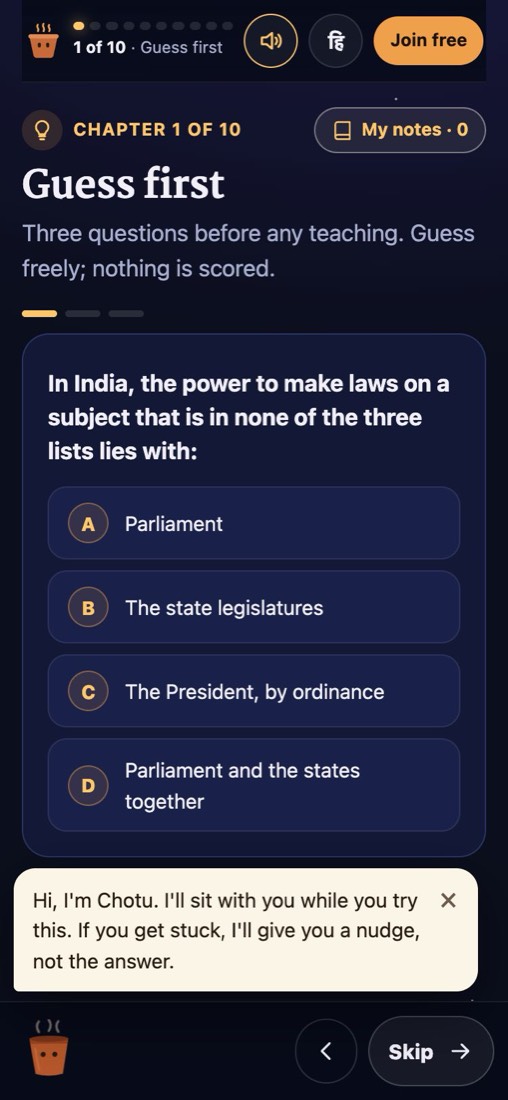 1 of 10 · Guess first
हि
Join free
CHAPTER 1 OF 10
My notes · 0
Guess first
Three questions before any teaching. Guess
freely; nothing is scored.
In India, the power to make laws on a
subject that is in none of the three
lists lies with:
A Parliament
B The state legislatures
C The President, by ordinance
D Parliament and the states
together
Hi, I'm Chotu. I'll sit with you while you try
this. If you get stuck, I'll give you a nudge,
not the answer.
Skip